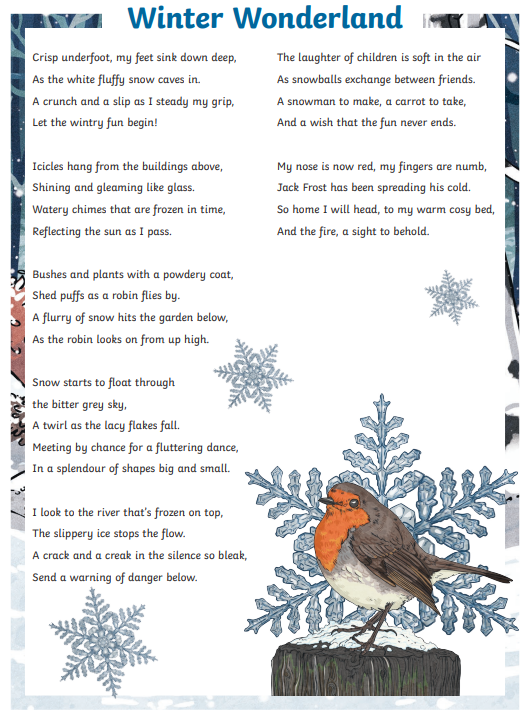 Winter Wonderland
Crisp underfoot, my feet sink down deep,
As the white fluffy snow caves in.
A crunch and a slip as I steady my grip,
Let the wintry fun begin!
Icicles hang from the buildings above,
Shining and gleaming like glass.
Watery chimes that are frozen in time,
Reflecting the sun as I pass.
Bushes and plants with a powdery coat,
Shed puffs as a robin flies by.
A flurry of snow hits the garden below,
As the robin looks on from up high.
Snow starts to float through
the bitter grey sky,
A twirl as the lacy flakes fall.
Meeting by chance for a fluttering dance,
In a splendour of shapes big and small.
I look to the river that's frozen on top,
The slippery ice stops the flow.
A crack and a creak in the silence so bleak,
Send a warning of danger below.
The laughter of children is soft in the air
As snowballs exchange between friends.
A snowman to make, a carrot to take,
And a wish that the fun never ends.
My nose is now red, my fingers are numb,
Jack Frost has been spreading his cold.
So home I will head, to my warm cosy bed,
And the fire, a sight to behold.